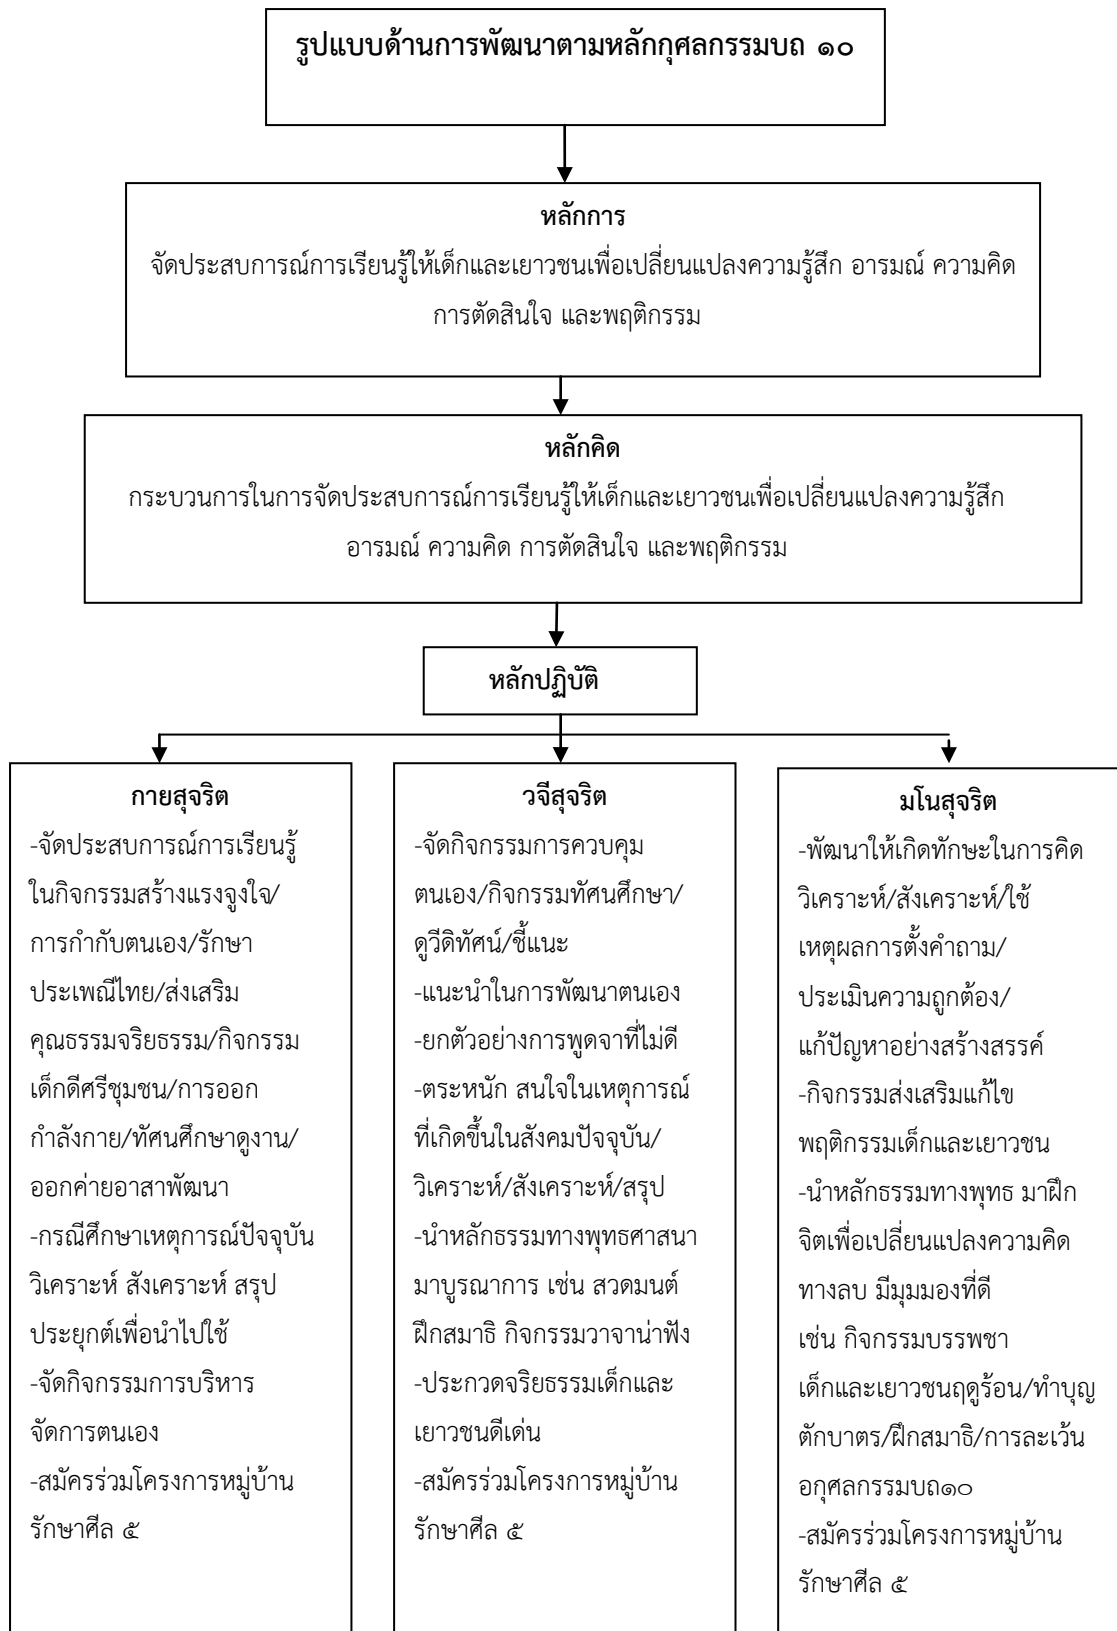 รูปแบบด้านการพัฒนาตามหลักกุศลกรรมบถ ๑๐
หลักการ
จัดประสบการณ์การเรียนรู้ให้เด็กและเยาวชนเพื่อเปลี่ยนแปลงความรู้สึก อารมณ์ ความคิด
การตัดสินใจ และพฤติกรรม
หลักคิด
กระบวนการในการจัดประสบการณ์การเรียนรู้ให้เด็กและเยาวชนเพื่อเปลี่ยนแปลงความรู้สึก
อารมณ์ ความคิด การตัดสินใจ และพฤติกรรม
หลักปฏิบัติ
กายสุจริต
-จัดประสบการณ์การเรียนรู้
ในกิจกรรมสร้างแรงจูงใจ/
การกำกับตนเอง/รักษา
ประเพณีไทย/ส่งเสริม
คุณธรรมจริยธรรม/กิจกรรม
เด็กดีศรีชุมชน/การออก
กำลังกาย/ทัศนศึกษาดูงาน/
ออกค่ายอาสาพัฒนา
-กรณีศึกษาเหตุการณ์ปัจจุบัน
วิเคราะห์ สังเคราะห์ สรุป
ประยุกต์เพื่อนำไปใช้
-จัดกิจกรรมการบริหาร
จัดการตนเอง
-สมัครร่วมโครงการหมู่บ้าน
รักษาศีล ๕
วจีสุจริต
-จัดกิจกรรมการควบคุม
ตนเอง/กิจกรรมทัศนศึกษา/
ดูวีดิทัศน์/ชี้แนะ
-แนะนำในการพัฒนาตนเอง
-ยกตัวอย่างการพูดจาที่ไม่ดี
-ตระหนัก สนใจในเหตุการณ์
ที่เกิดขึ้นในสังคมปัจจุบัน/
วิเคราะห์/สังเคราะห์/สรุป
-นำหลักธรรมทางพุทธศาสนา
มาบูรณาการ เช่น สวดมนต์
ฝึกสมาธิ กิจกรรมวาจาน่าฟัง
-ประกวดจริยธรรมเด็กและ
เยาวชนดีเด่น
-สมัครร่วมโครงการหมู่บ้าน
รักษาศีล ๕
มโนสุจริต
-พัฒนาให้เกิดทักษะในการคิด
วิเคราะห์/สังเคราะห์/ใช้
เหตุผลการตั้งคำถาม/
ประเมินความถูกต้อง/
แก้ปัญหาอย่างสร้างสรรค์
-กิจกรรมส่งเสริมแก้ไข
พฤติกรรมเด็กและเยาวชน
-นำหลักธรรมทางพุทธ มาฝึก
จิตเพื่อเปลี่ยนแปลงความคิด
ทางลบ มีมุมมองที่ดี
เช่น กิจกรรมบรรพชา
เด็กและเยาวชนฤดูร้อน/ทำบุญ
ตักบาตร/ฝึกสมาธิ/การละเว้น
อกุศลกรรมบถ๑๐
-สมัครร่วมโครงการหมู่บ้าน
รักษาศีล ๕